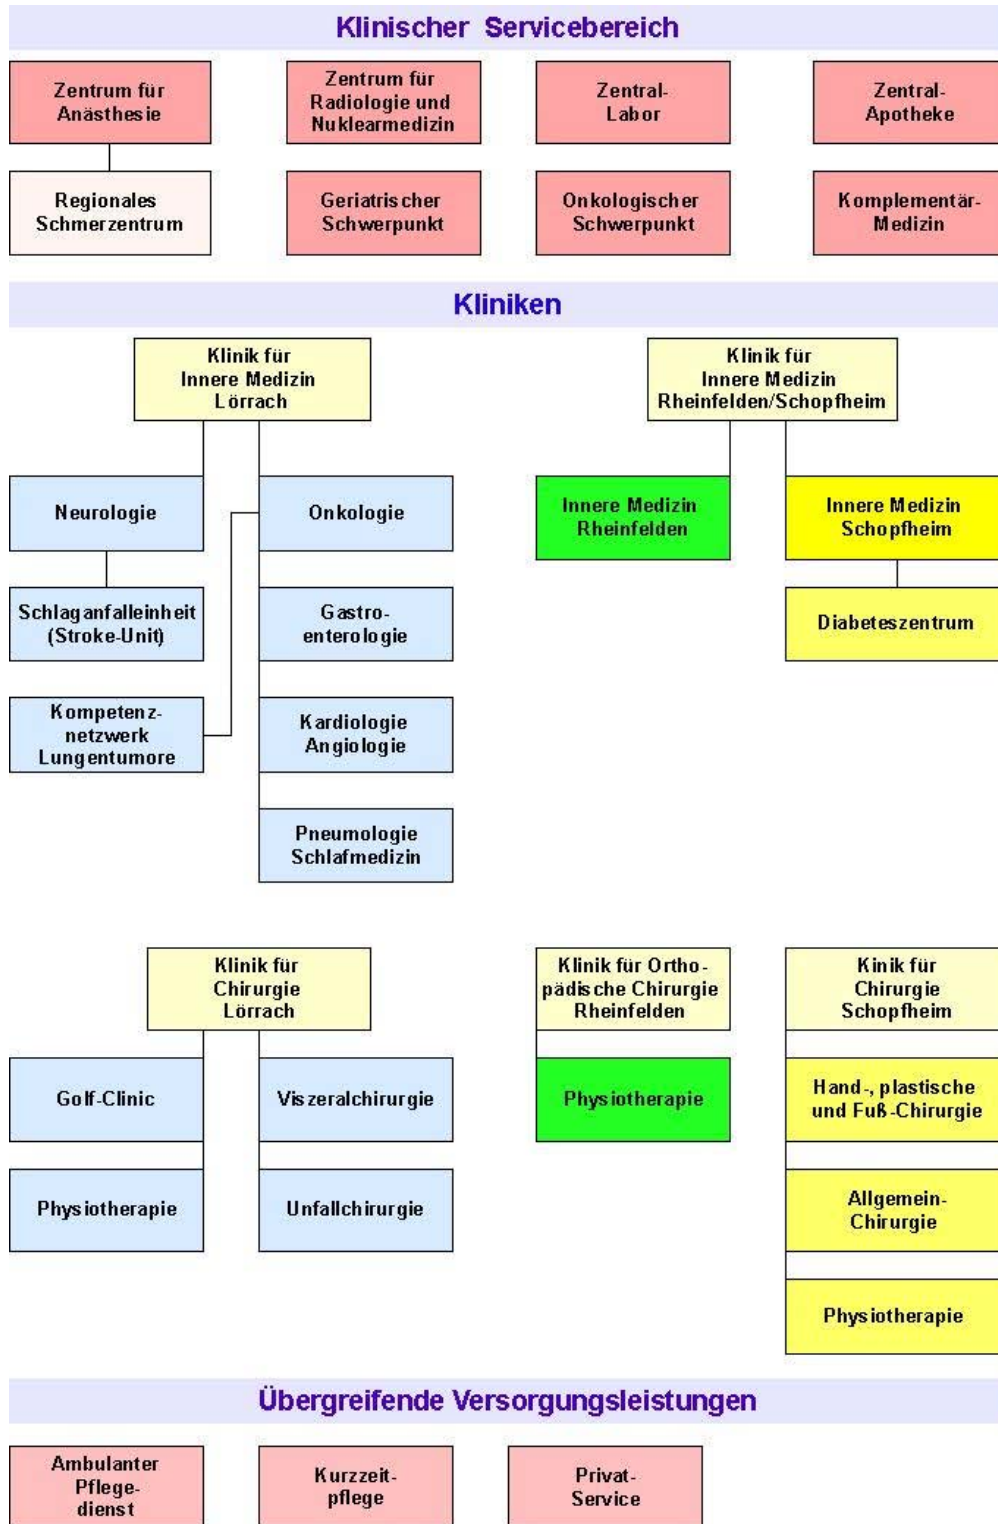 Klinischer Servicebereich
Zentrum für
Anästhesie
Zentrum für
Radiologie und
Nuklearmedizin
Zentral-
Labor
Zentral-
Apotheke
Regionales
Schmerzentrum
Geriatrischer
Schwerpunkt
Onkologischer
Schwerpunkt
Komplementär-
Medizin
Kliniken
Klinik für
Innere Medizin
Lörrach
Klinik für
Innere Medizin
Rheinfelden/Schopfheim
Neurologie
Onkologie
Innere Medizin
Rheinfelden
Innere Medizin
Schopfheim
Schlaganfalleinheit
(Stroke-Unit)
Gastro-
enterologie
Diabeteszentrum
Kompetenz-
netzwerk
Lungentumore
Kardiologie
Angiologie
Pneumologie
Schlafmedizin
Klinik für
Chirurgie
Lörrach
Klinik für Ortho-
pädische Chirurgie
Rheinfelden
Kinik für
Chirurgie
Schopfheim
Golf-Clinic
Viszeralchirurgie
Physiotherapie
Hand-, plastische
und Fuß-Chirurgie
Physiotherapie
Unfallchirurgie
Allgemein-
Chirurgie
Physiotherapie
Übergreifende Versorgungsleistungen
Ambulanter
Pflege-
dienst
Kurzzeit-
pflege
Privat-
Service